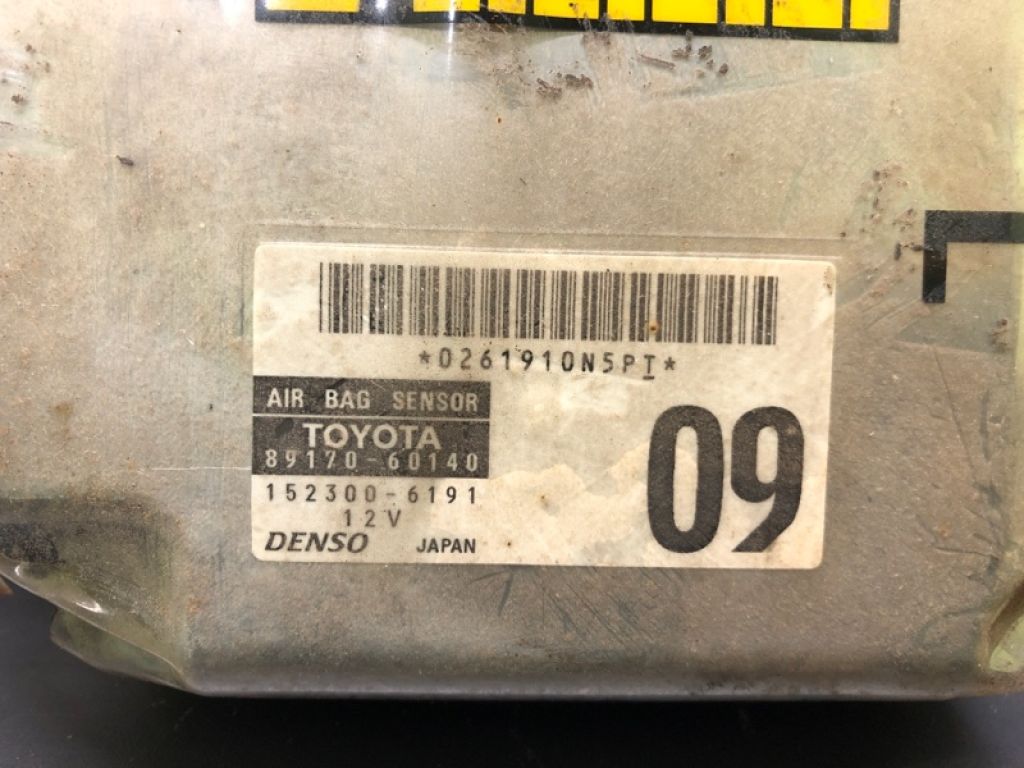 *0261910N5PT*
AIR BAG SENSOR
TOYOTA
89170-60140
152300-6191
12V
DENSO JAPAN
09